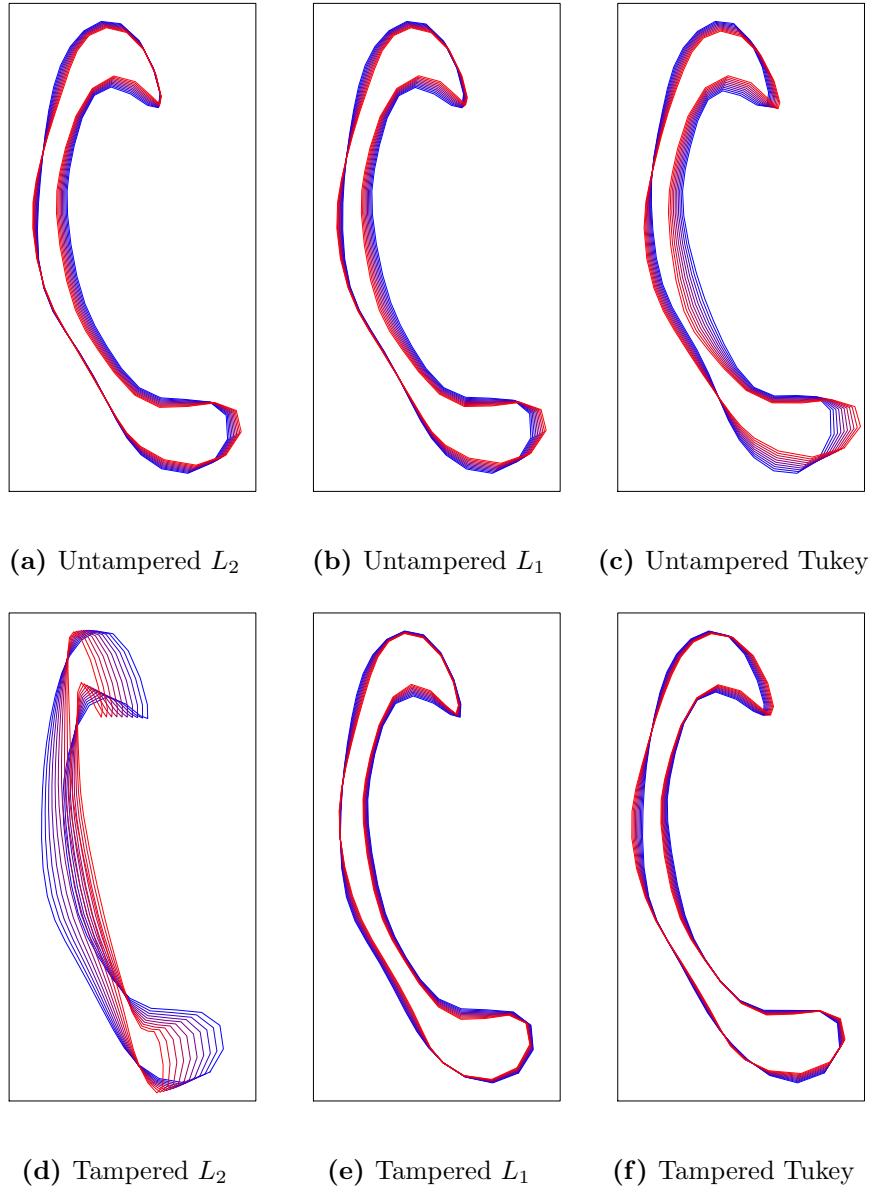 (a) Untampered L₂ (b) Untampered L₁ (c) Untampered Tukey
(d) Tampered L₂ (e) Tampered L₁ (f) Tampered Tukey